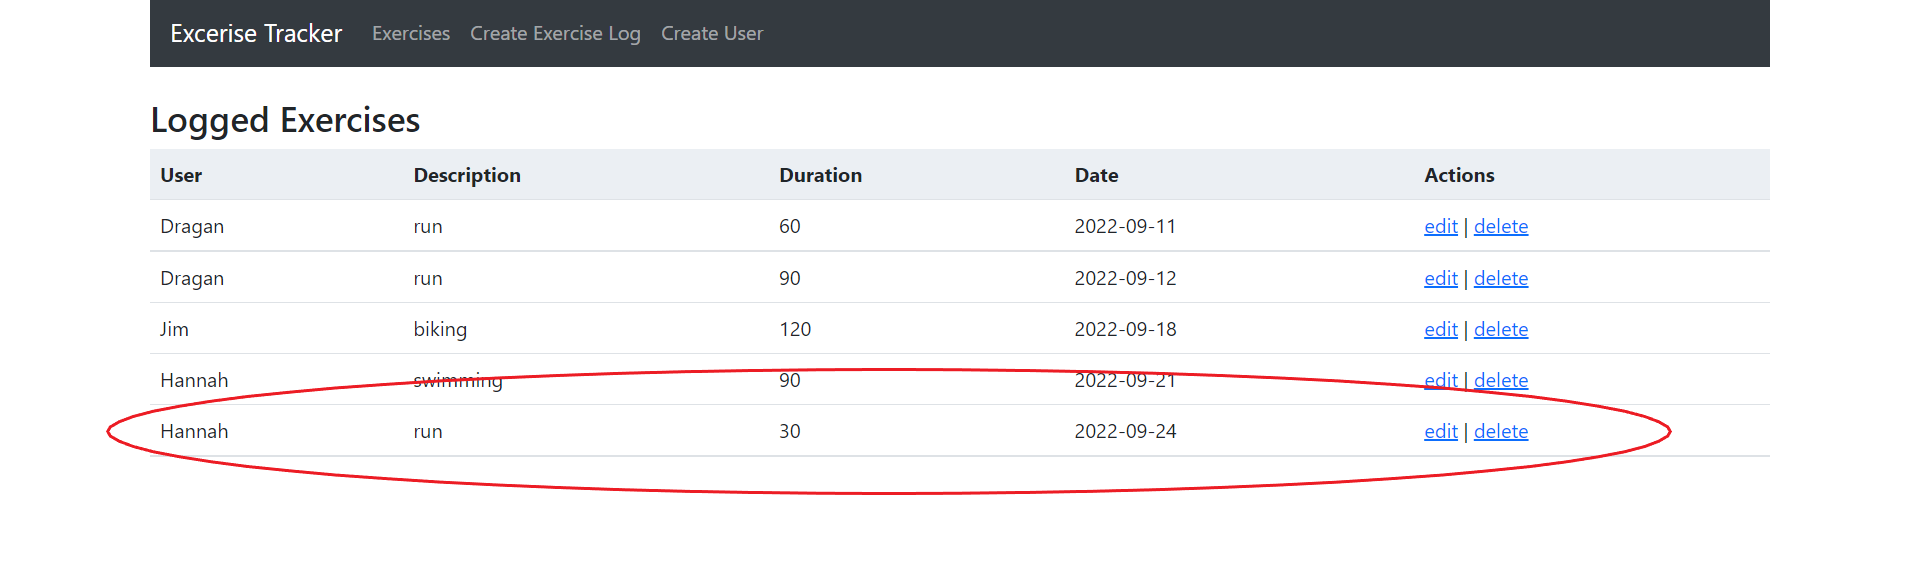 Excerise Tracker Exercises Create Exercise Log Create User
Logged Exercises
User Description Duration Date Actions
Dragan run 60 2022-09-11 edit | delete
Dragan run 90 2022-09-12 edit | delete
Jim biking 120 2022-09-18 edit | delete
Hannah swimming 90 2022-09-21 edit | delete
Hannah run 30 2022-09-24 edit | delete